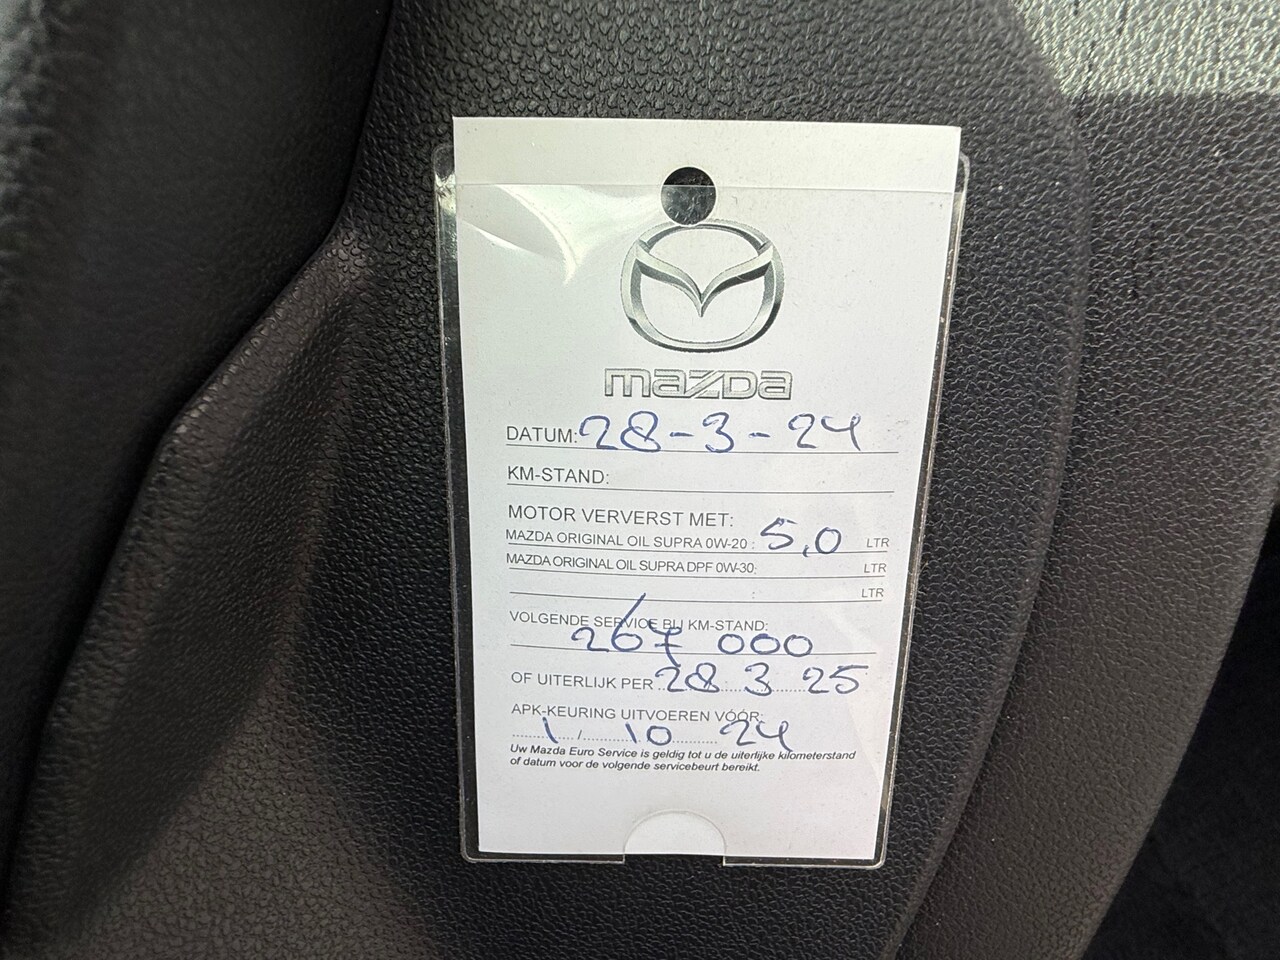 mazda
DATUM: 28-3-24
KM-STAND:
MOTOR VERVERST MET:
MAZDA ORIGINAL OIL SUPRA 0W-20 : 5,0 LTR
MAZDA ORIGINAL OIL SUPRA DPF 0W-30: LTR
: LTR
VOLGENDE SERVICE BIJ KM-STAND:
267 000
OF UITERLIJK PER 28 3 25
APK-KEURING UITVOEREN VÓÓR:
1 / 10 24
Uw Mazda Euro Service is geldig tot u de uiterlijke kilometerstand
of datum voor de volgende servicebeurt bereikt.